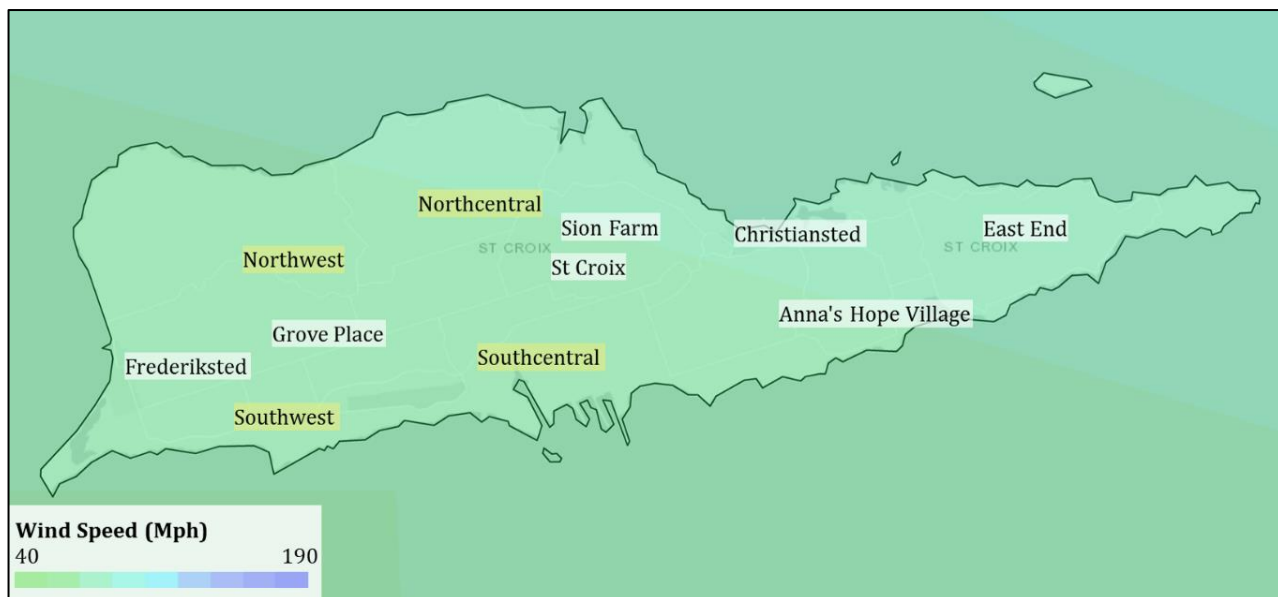 Northcentral
Sion Farm
Christiansted
East End
ST CROIX
ST CROIX
Northwest
St Croix
Anna's Hope Village
Grove Place
Southcentral
Frederiksted
Southwest
Wind Speed (Mph)
40 190